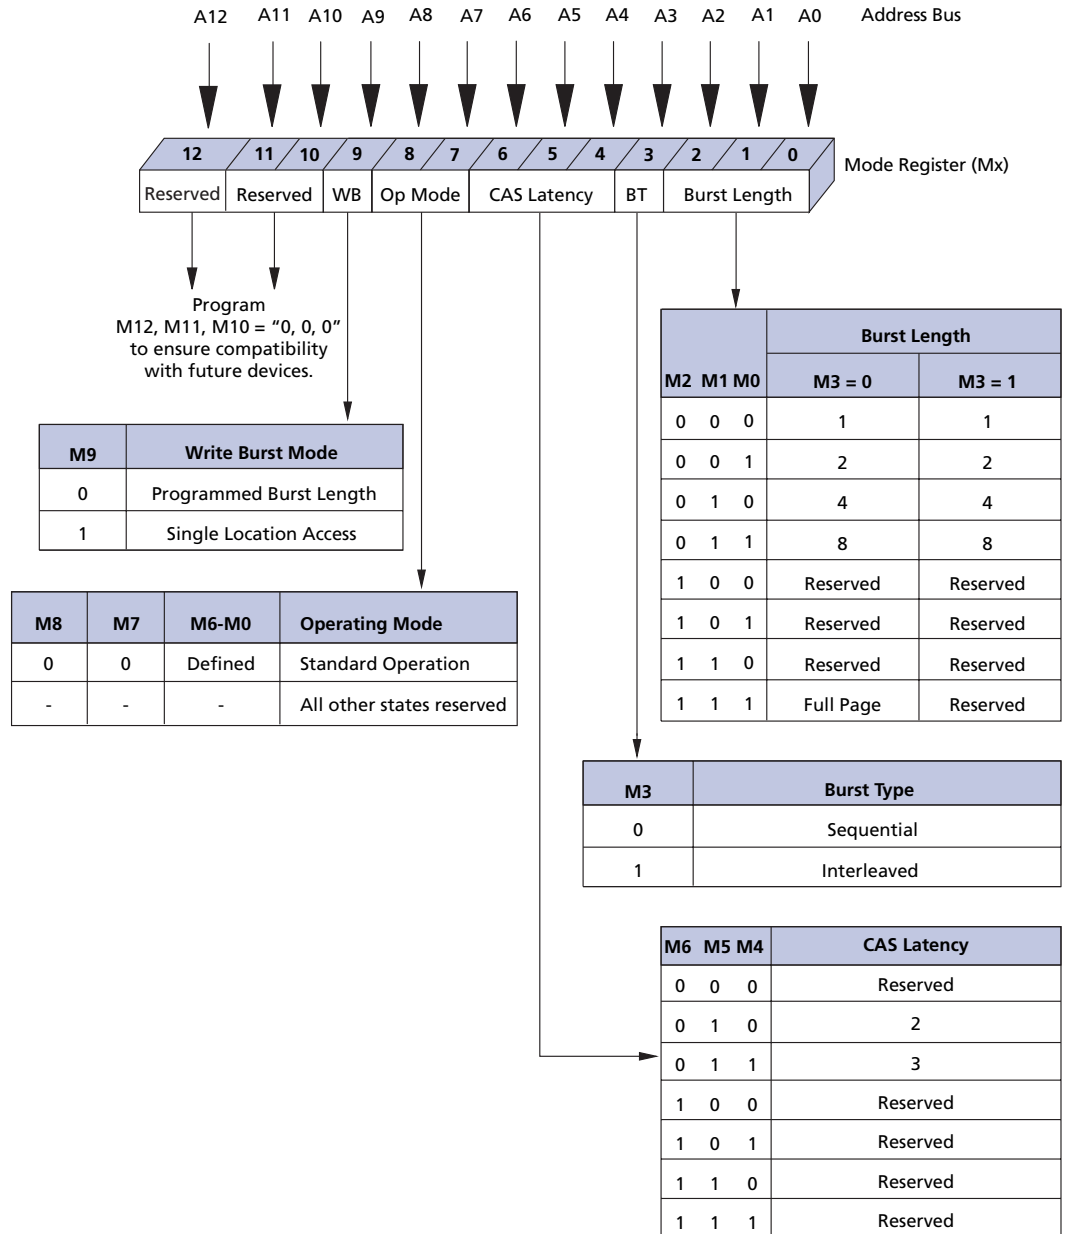 A12 A11 A10 A9 A8 A7 A6 A5 A4 A3 A2 A1 A0 Address Bus
12 11 10 9 8 7 6 5 4 3 2 1 0
Mode Register (Mx)
Reserved Reserved WB Op Mode CAS Latency BT Burst Length
Program
M12, M11, M10 = “0, 0, 0”
to ensure compatibility
with future devices.
M9 Write Burst Mode
0 Programmed Burst Length
1 Single Location Access
M8 M7 M6-M0 Operating Mode
0 0 Defined Standard Operation
- - - All other states reserved
Burst Length
M2 M1 M0 M3 = 0 M3 = 1
0 0 0 1 1
0 0 1 2 2
0 1 0 4 4
0 1 1 8 8
1 0 0 Reserved Reserved
1 0 1 Reserved Reserved
1 1 0 Reserved Reserved
1 1 1 Full Page Reserved
M3 Burst Type
0 Sequential
1 Interleaved
M6 M5 M4 CAS Latency
0 0 0 Reserved
0 1 0 2
0 1 1 3
1 0 0 Reserved
1 0 1 Reserved
1 1 0 Reserved
1 1 1 Reserved